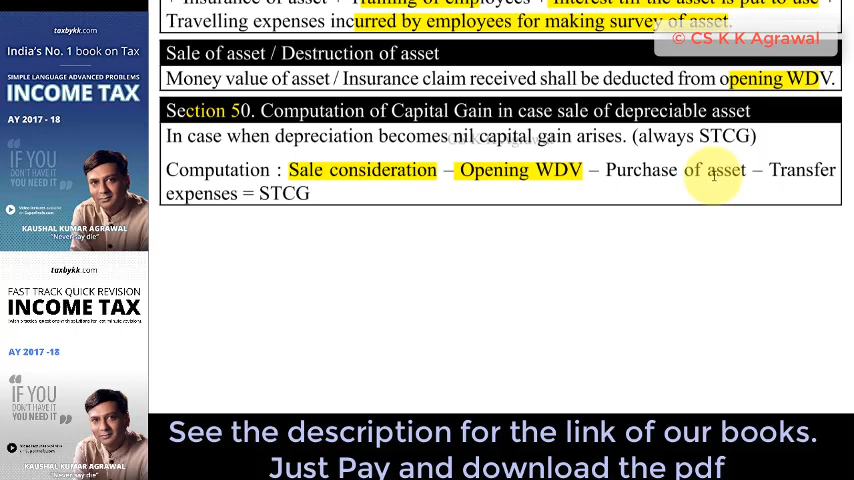 taxbykk.com
India's No. 1 book on Tax
SIMPLE LANGUAGE ADVANCED PROBLEMS
INCOME TAX
AY 2017 - 18
IF YOU
DON'T HAVE IT
YOU NEED IT
KAUSHAL KUMAR AGRAWAL
"Never say die"
taxbykk.com
FAST TRACK QUICK REVISION
INCOME TAX
AY 2017 -18
IF YOU
DON'T HAVE IT
YOU NEED IT
KAUSHAL KUMAR AGRAWAL
"Never say die"
+ Insurance of asset + Training of employees + Interest till the asset is put to use +
Travelling expenses incurred by employees for making survey of asset.
© CS K K Agrawal
Sale of asset / Destruction of asset
Money value of asset / Insurance claim received shall be deducted from opening WDV.
Section 50. Computation of Capital Gain in case sale of depreciable asset
In case when depreciation becomes nil capital gain arises. (always STCG)
Computation : Sale consideration – Opening WDV – Purchase of asset – Transfer
expenses = STCG
See the description for the link of our books.
Just Pay and download the pdf